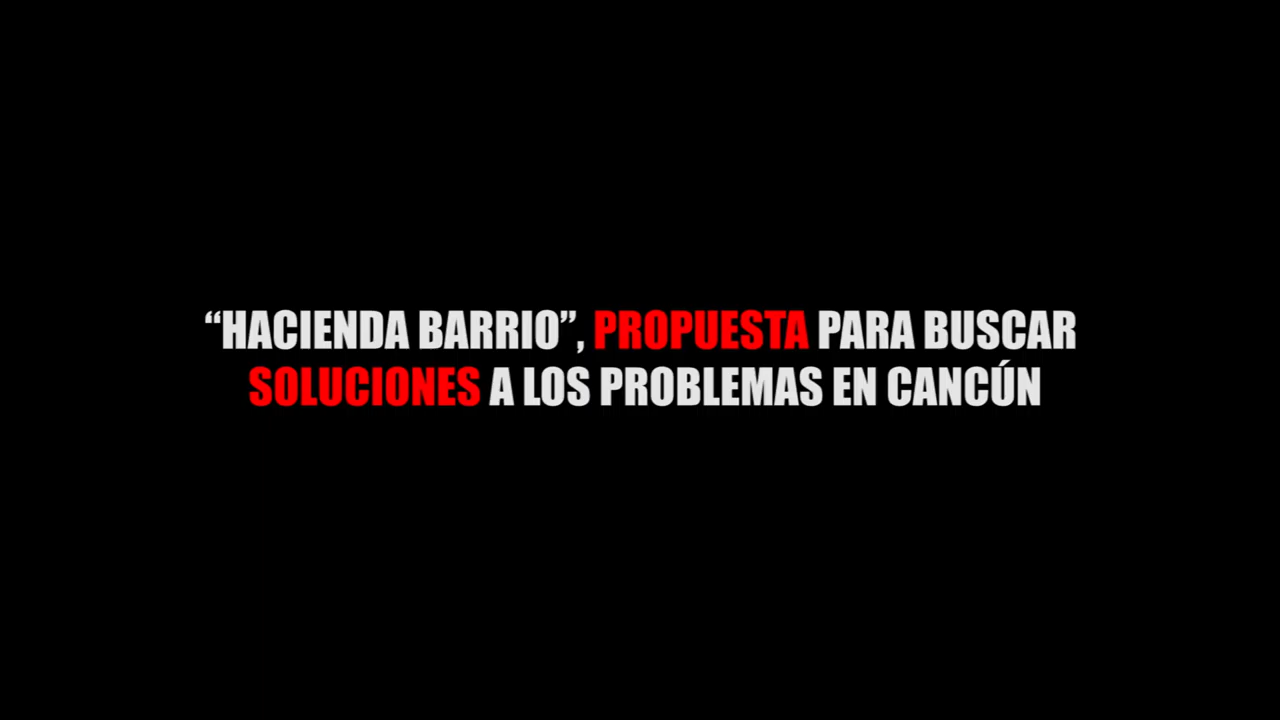 “HACIENDA BARRIO”, PROPUESTA PARA BUSCAR
SOLUCIONES A LOS PROBLEMAS EN CANCÚN